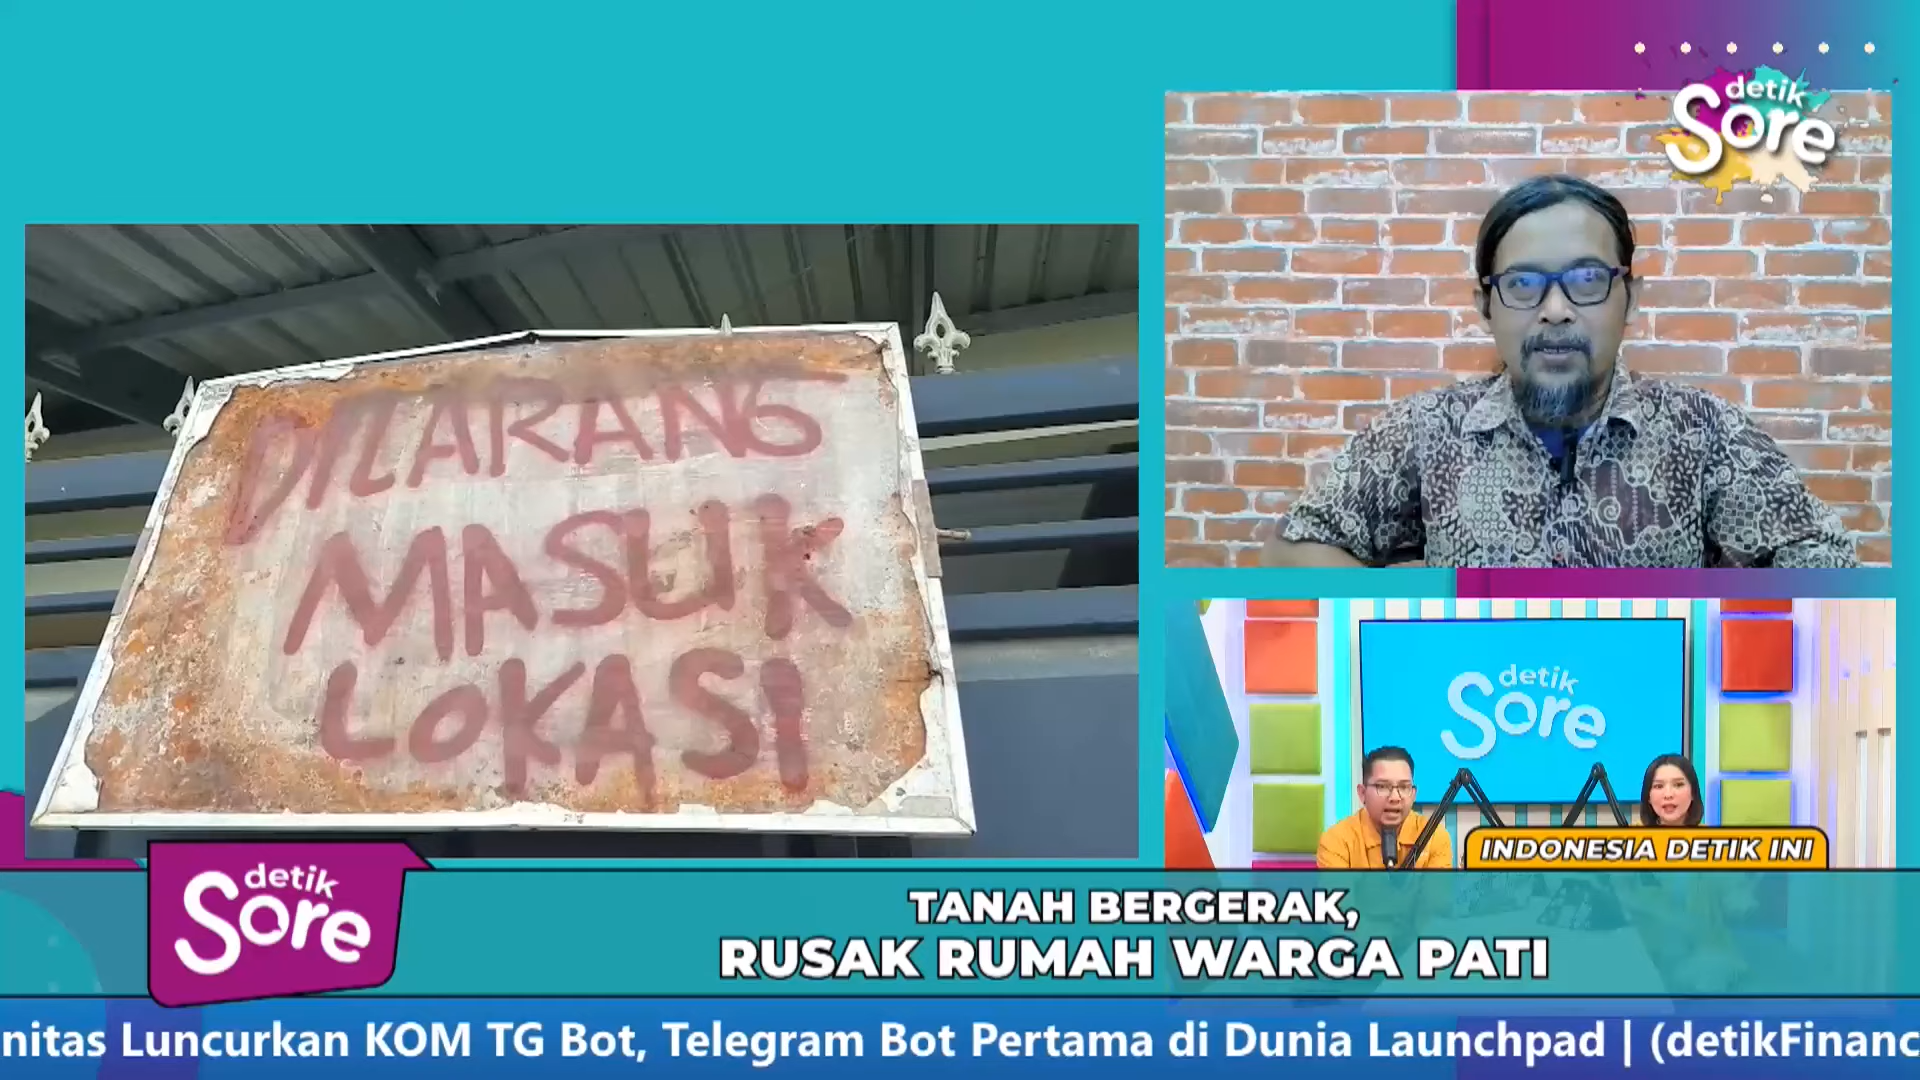 detik
Sore
DILARANG
MASUK
LOKASI
detik
Sore
INDONESIA DETIK INI
detik
Sore
TANAH BERGERAK,
RUSAK RUMAH WARGA PATI
nitas Luncurkan KOM TG Bot, Telegram Bot Pertama di Dunia Launchpad | (detikFinanc